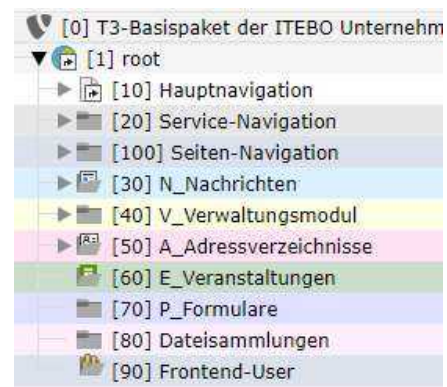 [0] T3-Basispaket der ITEBO Unternehm
[1] root
[10] Hauptnavigation
[20] Service-Navigation
[100] Seiten-Navigation
[30] N_Nachrichten
[40] V_Verwaltungsmodul
[50] A_Adressverzeichnisse
[60] E_Veranstaltungen
[70] P_Formulare
[80] Dateisammlungen
[90] Frontend-User